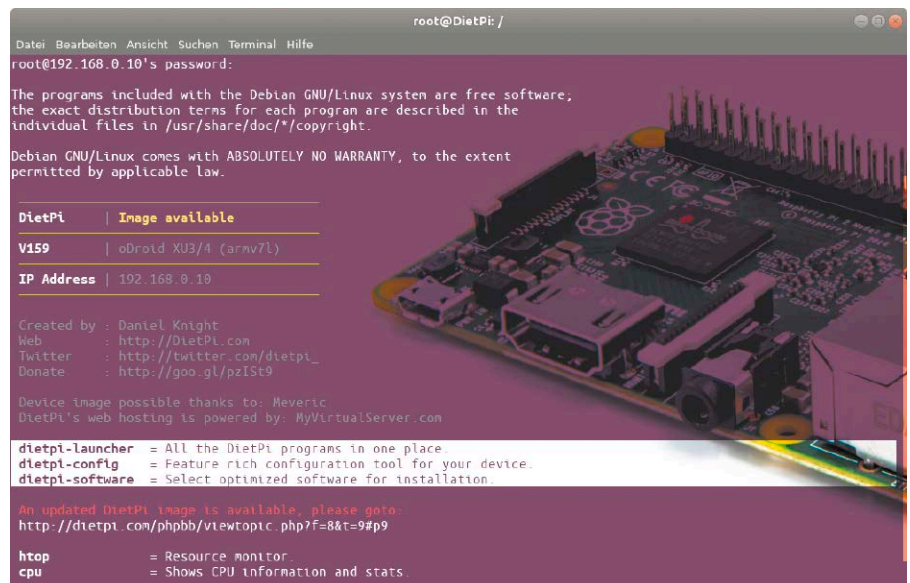 root@DietPi: /
Datei Bearbeiten Ansicht Suchen Terminal Hilfe
root@192.168.0.10's password:
The programs included with the Debian GNU/Linux system are free software;
the exact distribution terms for each program are described in the
individual files in /usr/share/doc/*/copyright.
Debian GNU/Linux comes with ABSOLUTELY NO WARRANTY, to the extent
permitted by applicable law.
DietPi | Image available
V159 | oDroid XU3/4 (armv7l)
IP Address | 192.168.0.10
Created by : Daniel Knight
Web : http://DietPi.com
Twitter : http://twitter.com/dietpi_
Donate : http://goo.gl/pzISt9
Device image possible thanks to: Meveric
DietPi's web hosting is powered by: MyVirtualServer.com
dietpi-launcher = All the DietPi programs in one place.
dietpi-config = Feature rich configuration tool for your device.
dietpi-software = Select optimized software for installation.
An updated DietPi image is available, please goto:
http://dietpi.com/phpbb/viewtopic.php?f=8&t=9#p9
htop = Resource monitor.
cpu = Shows CPU information and stats.